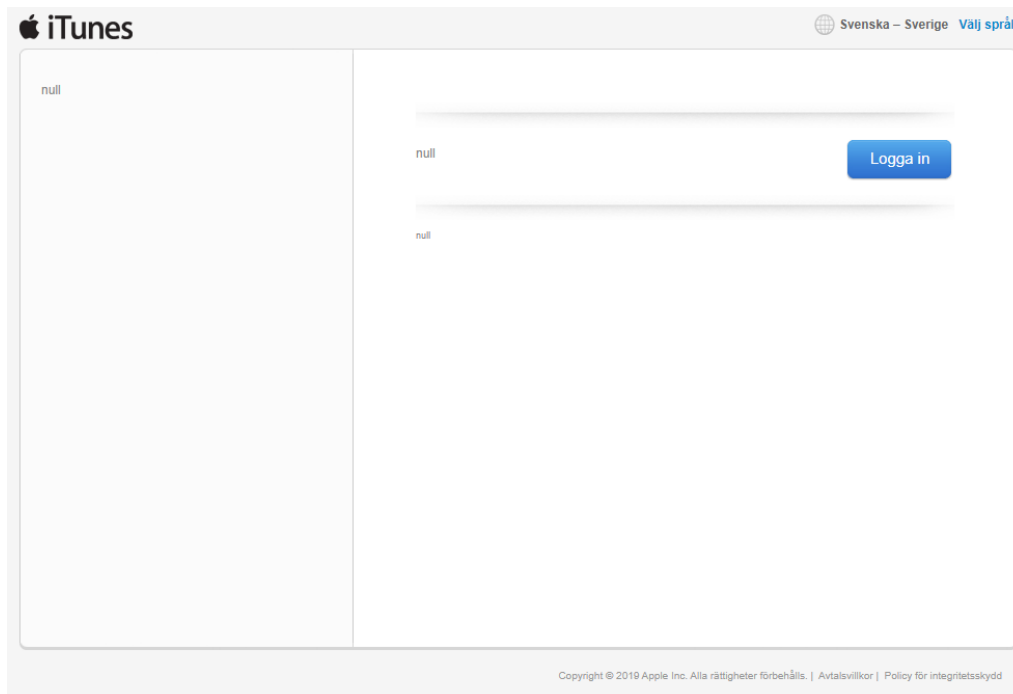 iTunes
Svenska – Sverige Välj språk
null
null
Logga in
null
Copyright © 2019 Apple Inc. Alla rättigheter förbehålls. | Avtalsvillkor | Policy för integritetsskydd